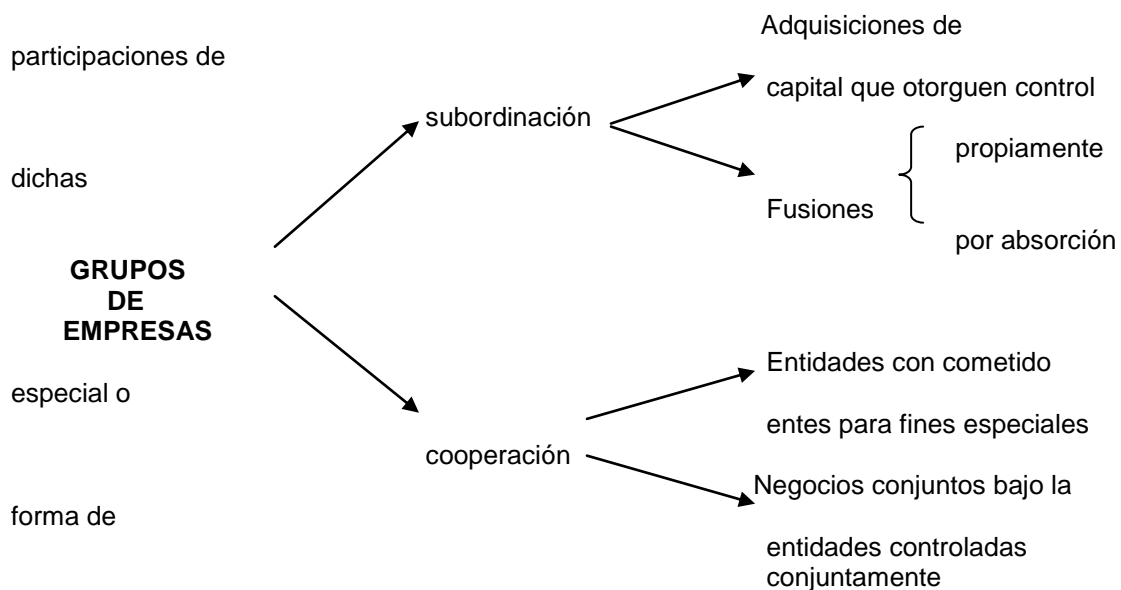 Adquisiciones de
participaciones de
capital que otorguen control
subordinación
propiamente
dichas
Fusiones
por absorción
GRUPOS
DE
EMPRESAS
Entidades con cometido
especial o
entes para fines especiales
cooperación
Negocios conjuntos bajo la
forma de
entidades controladas
conjuntamente